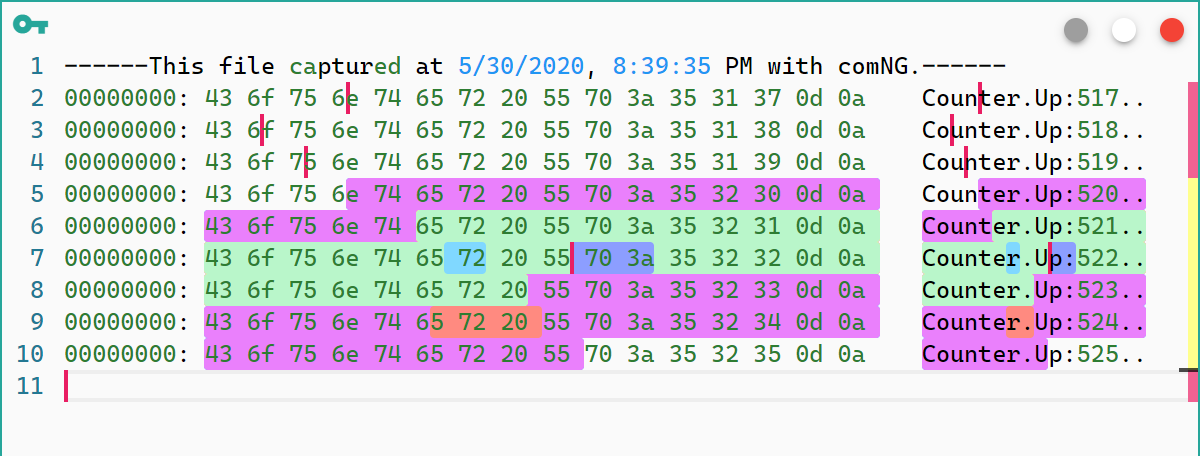 1 ------This file captured at 5/30/2020, 8:39:35 PM with comNG.------
2 00000000: 43 6f 75 6e 74 65 72 20 55 70 3a 35 31 37 0d 0a Counter.Up:517..
3 00000000: 43 6f 75 6e 74 65 72 20 55 70 3a 35 31 38 0d 0a Counter.Up:518..
4 00000000: 43 6f 75 6e 74 65 72 20 55 70 3a 35 31 39 0d 0a Counter.Up:519..
5 00000000: 43 6f 75 6e 74 65 72 20 55 70 3a 35 32 30 0d 0a Counter.Up:520..
6 00000000: 43 6f 75 6e 74 65 72 20 55 70 3a 35 32 31 0d 0a Counter.Up:521..
7 00000000: 43 6f 75 6e 74 65 72 20 55 70 3a 35 32 32 0d 0a Counter.Up:522..
8 00000000: 43 6f 75 6e 74 65 72 20 55 70 3a 35 32 33 0d 0a Counter.Up:523..
9 00000000: 43 6f 75 6e 74 65 72 20 55 70 3a 35 32 34 0d 0a Counter.Up:524..
10 00000000: 43 6f 75 6e 74 65 72 20 55 70 3a 35 32 35 0d 0a Counter.Up:525..
11